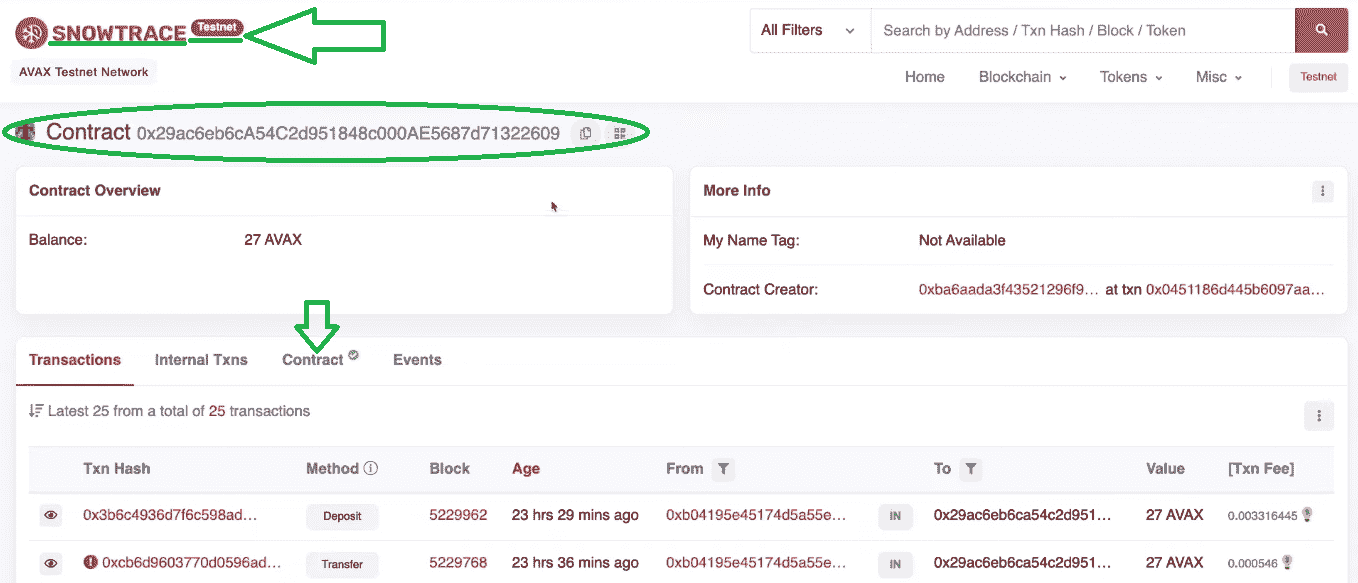 SNOWTRACE Testnet
All Filters Search by Address / Txn Hash / Block / Token
AVAX Testnet Network
Home Blockchain Tokens Misc Testnet
Contract 0x29ac6eb6cA54C2d951848c000AE5687d71322609
Contract Overview
Balance: 27 AVAX
More Info
My Name Tag: Not Available
Contract Creator: 0xba6aada3f43521296f9... at txn 0x0451186d445b6097aa...
Transactions Internal Txns Contract Events
Latest 25 from a total of 25 transactions
Txn Hash Method Block Age From To Value [Txn Fee]
0x3b6c4936d7f6c598ad... Deposit 5229962 23 hrs 29 mins ago 0xb04195e45174d5a55e... IN 0x29ac6eb6ca54c2d951... 27 AVAX 0.003316445
0xcb6d9603770d0596ad... Transfer 5229768 23 hrs 36 mins ago 0xb04195e45174d5a55e... IN 0x29ac6eb6ca54c2d951... 27 AVAX 0.000546